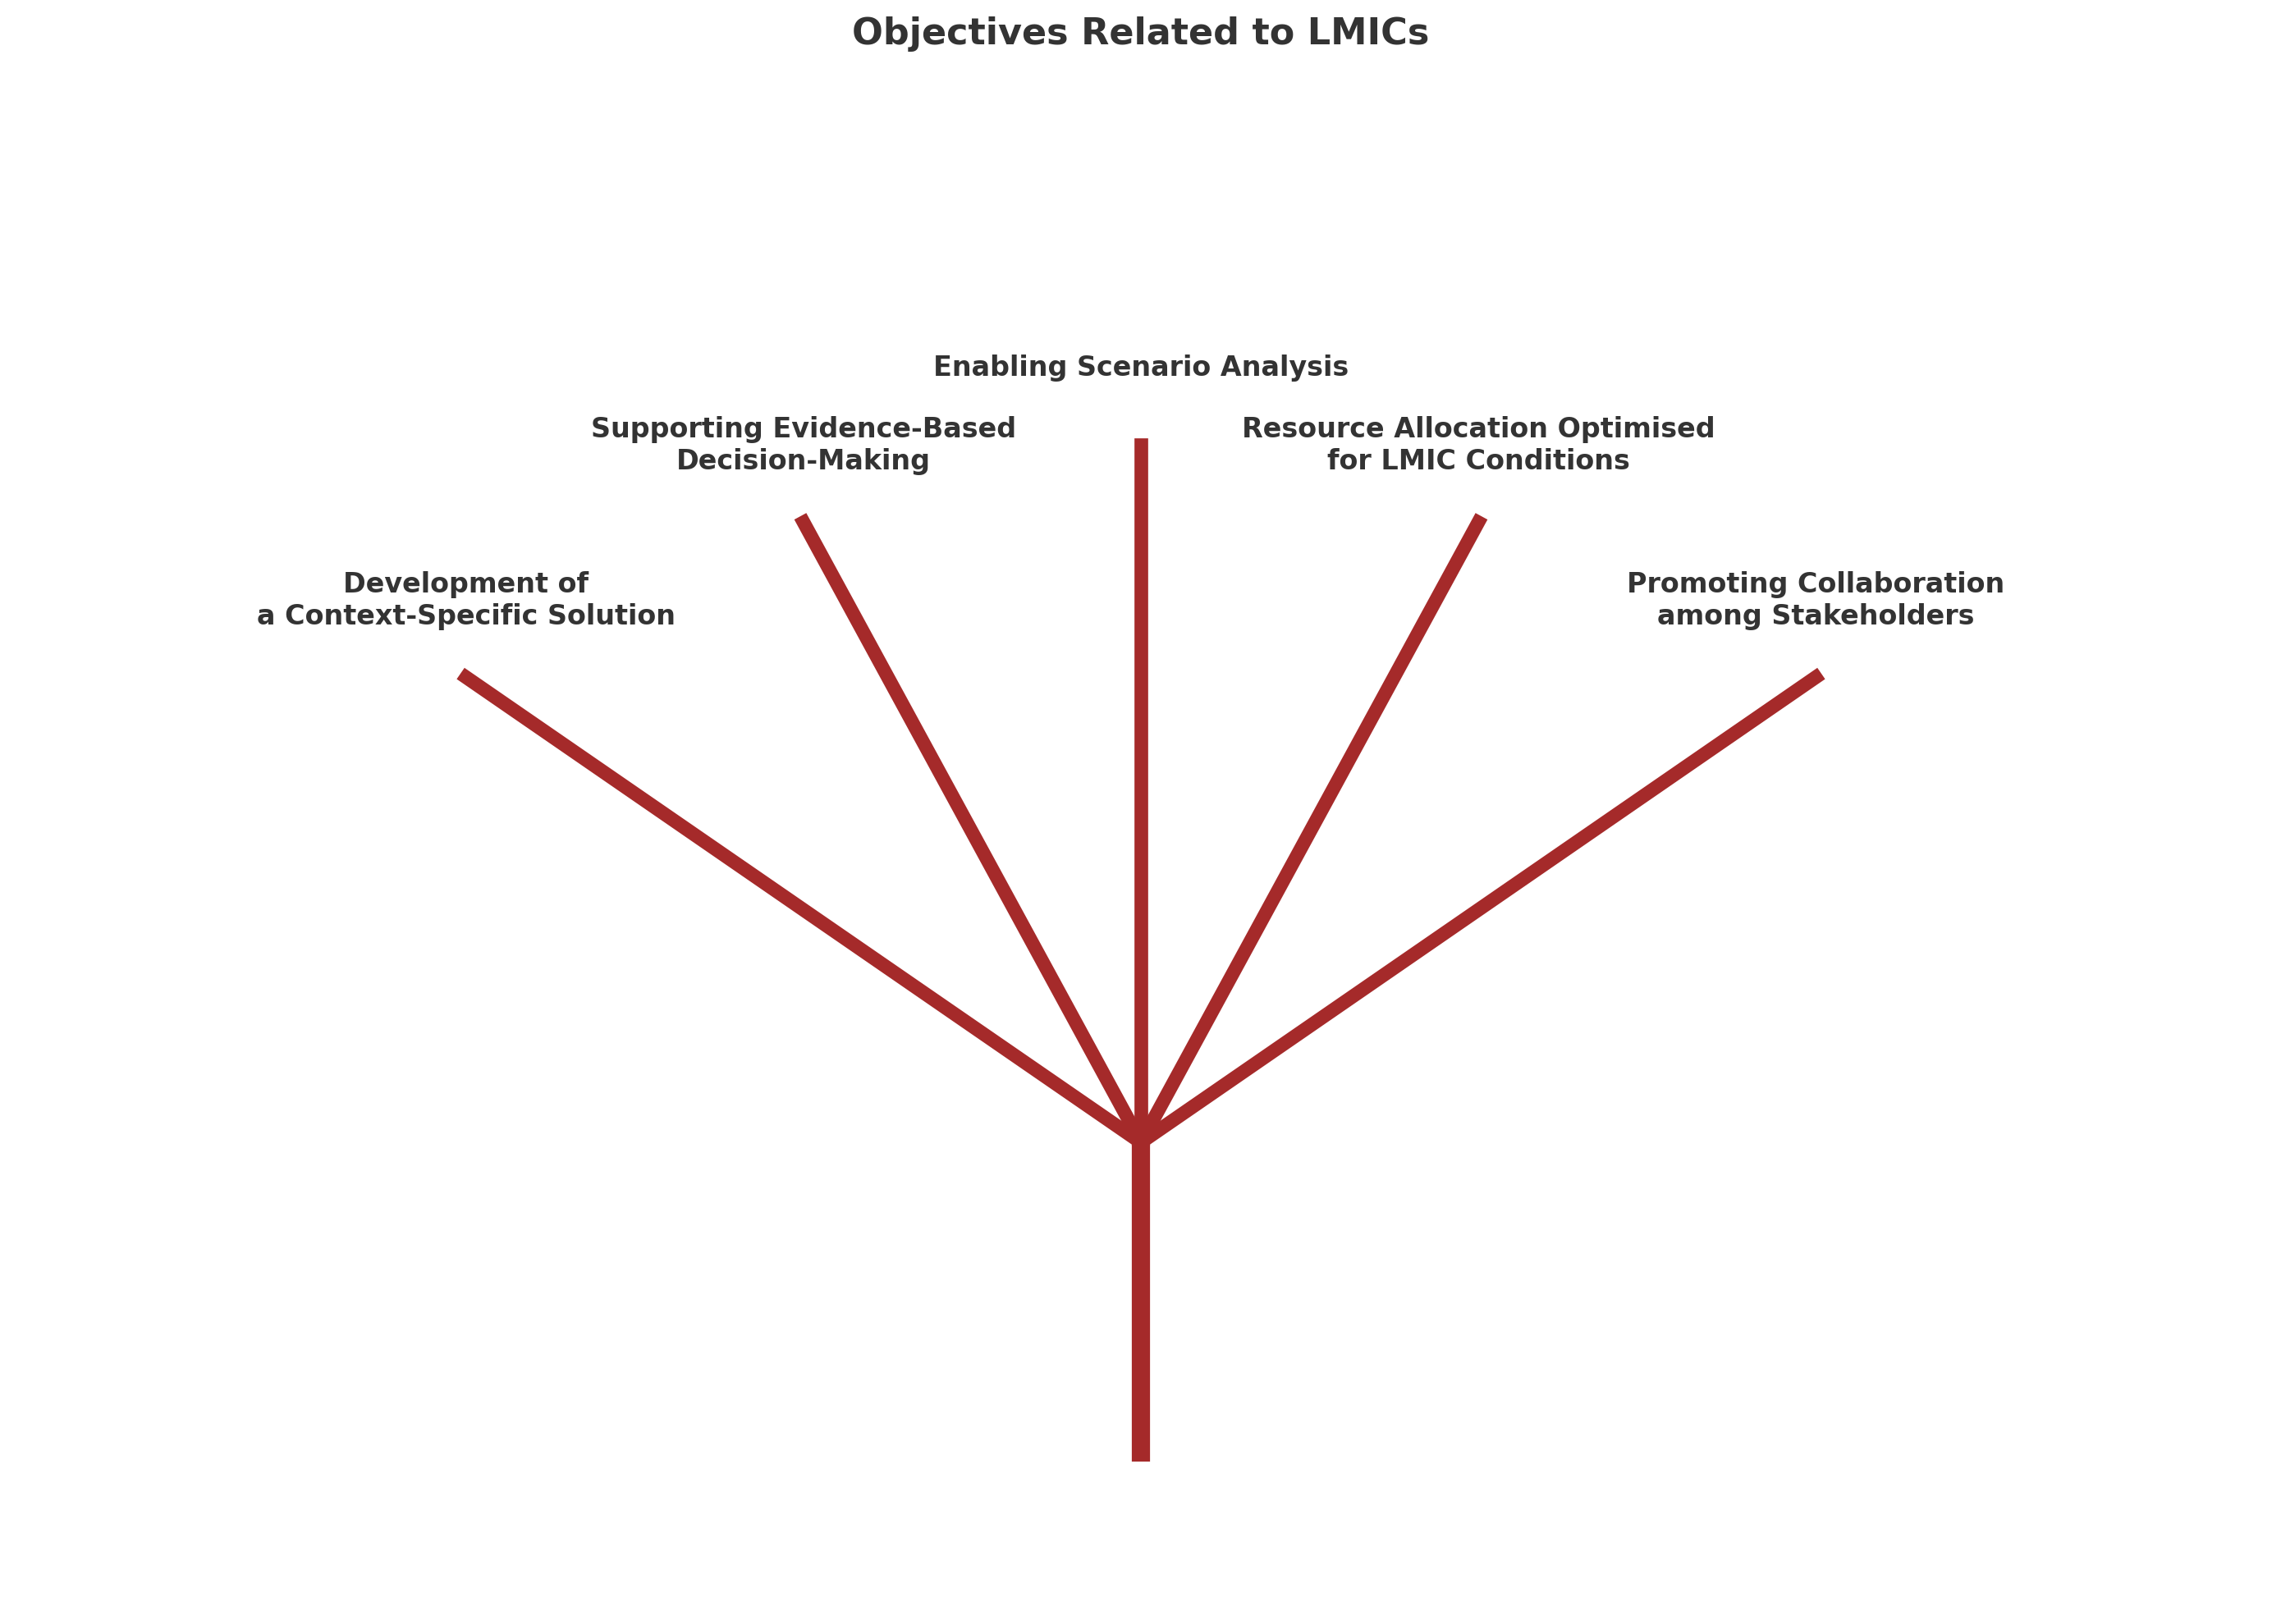 Objectives Related to LMICs
Enabling Scenario Analysis
Supporting Evidence-Based
Decision-Making
Resource Allocation Optimised
for LMIC Conditions
Development of
a Context-Specific Solution
Promoting Collaboration
among Stakeholders